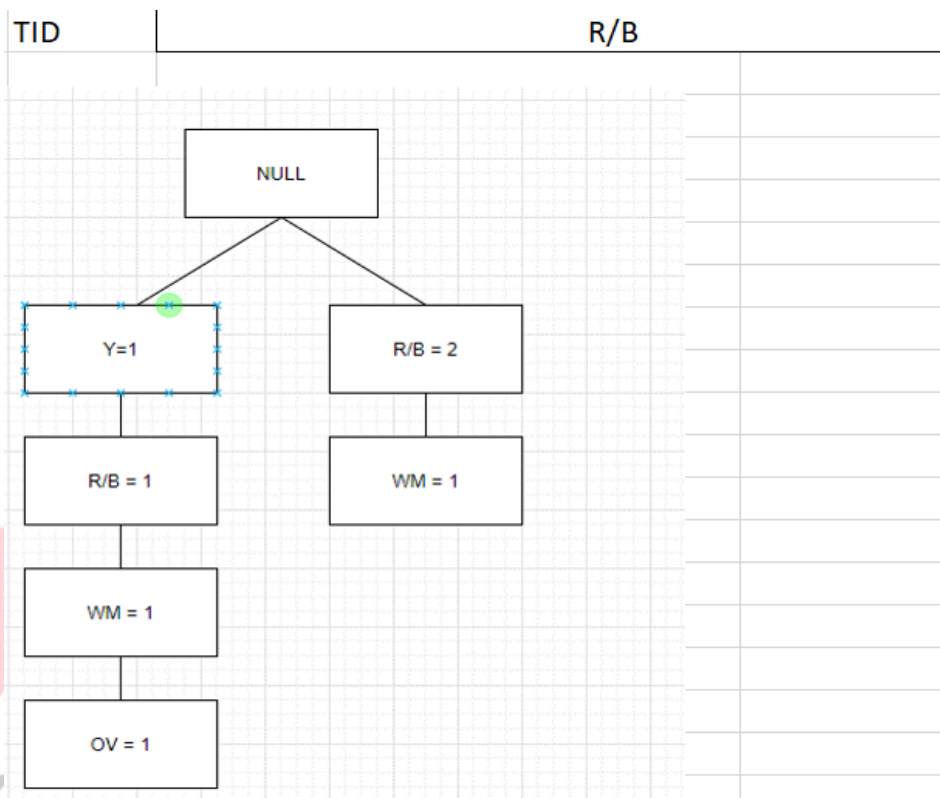 TID R/B
NULL
Y=1 R/B = 2
R/B = 1 WM = 1
WM = 1
OV = 1